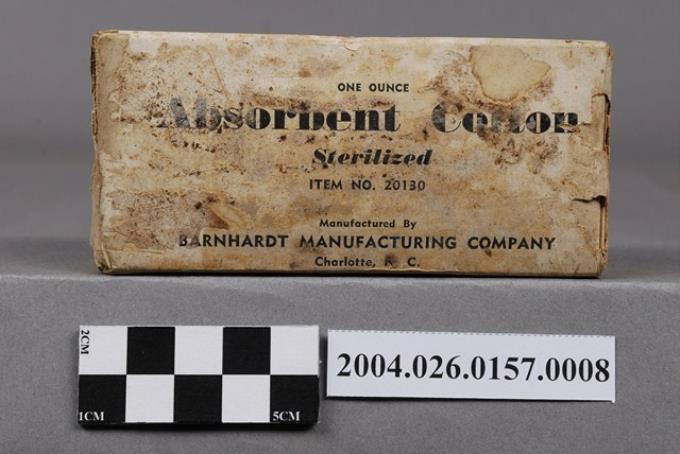 ONE OUNCE
Absorbent Cotton
Sterilized
ITEM NO. 20130
Manufactured By
BARNHARDT MANUFACTURING COMPANY
Charlotte, N. C.
2CM
1CM
5CM
2004.026.0157.0008